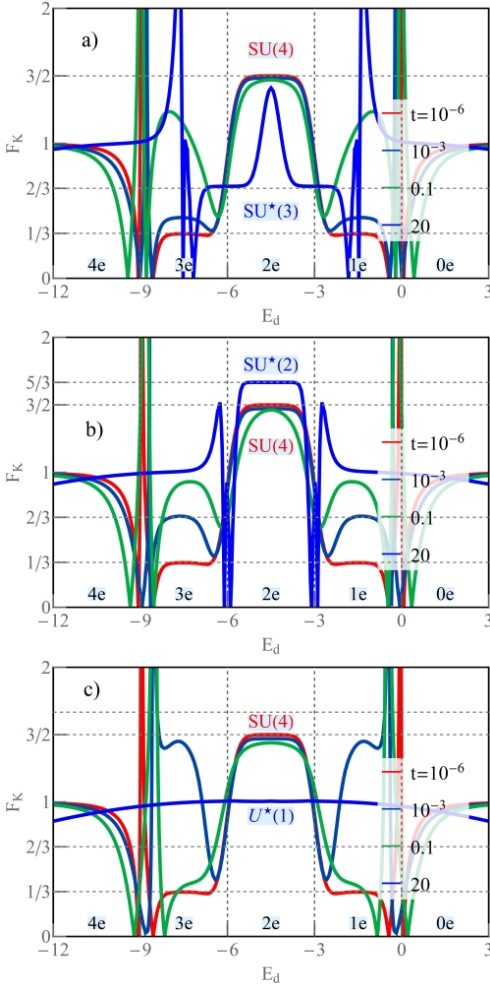 2
a)
SU(4)
3/2
t=10⁻⁶
10⁻³
F_K
1
0.1
2/3
SU*(3)
20
1/3
4e 3e 2e 1e 0e
0
−12 −9 −6 −3 0 3
E_d
2
SU*(2)
5/3
3/2
b)
SU(4)
t=10⁻⁶
F_K
1
10⁻³
2/3
0.1
1/3
20
4e 3e 2e 1e 0e
0
−12 −9 −6 −3 0 3
E_d
2
c)
SU(4)
3/2
t=10⁻⁶
F_K
1
U*(1)
10⁻³
2/3
0.1
1/3
20
4e 3e 2e 1e 0e
0
−12 −9 −6 −3 0 3
E_d